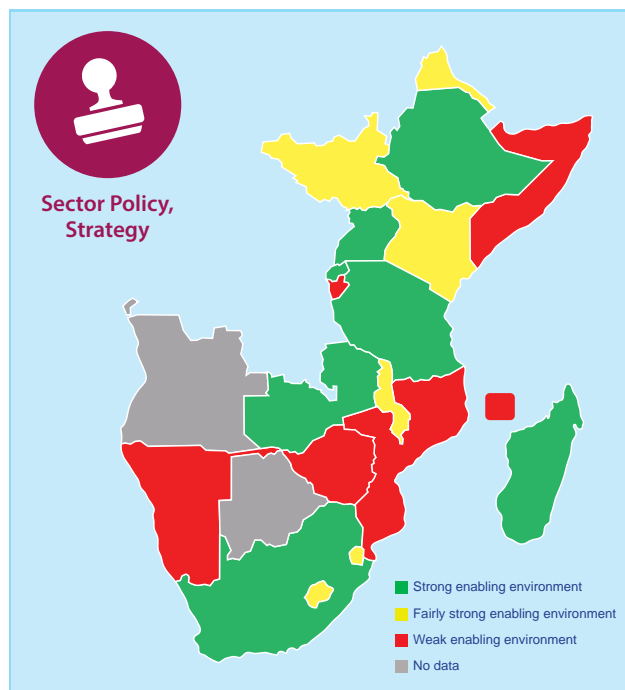 Sector Policy,
Strategy
Strong enabling environment
Fairly strong enabling environment
Weak enabling environment
No data